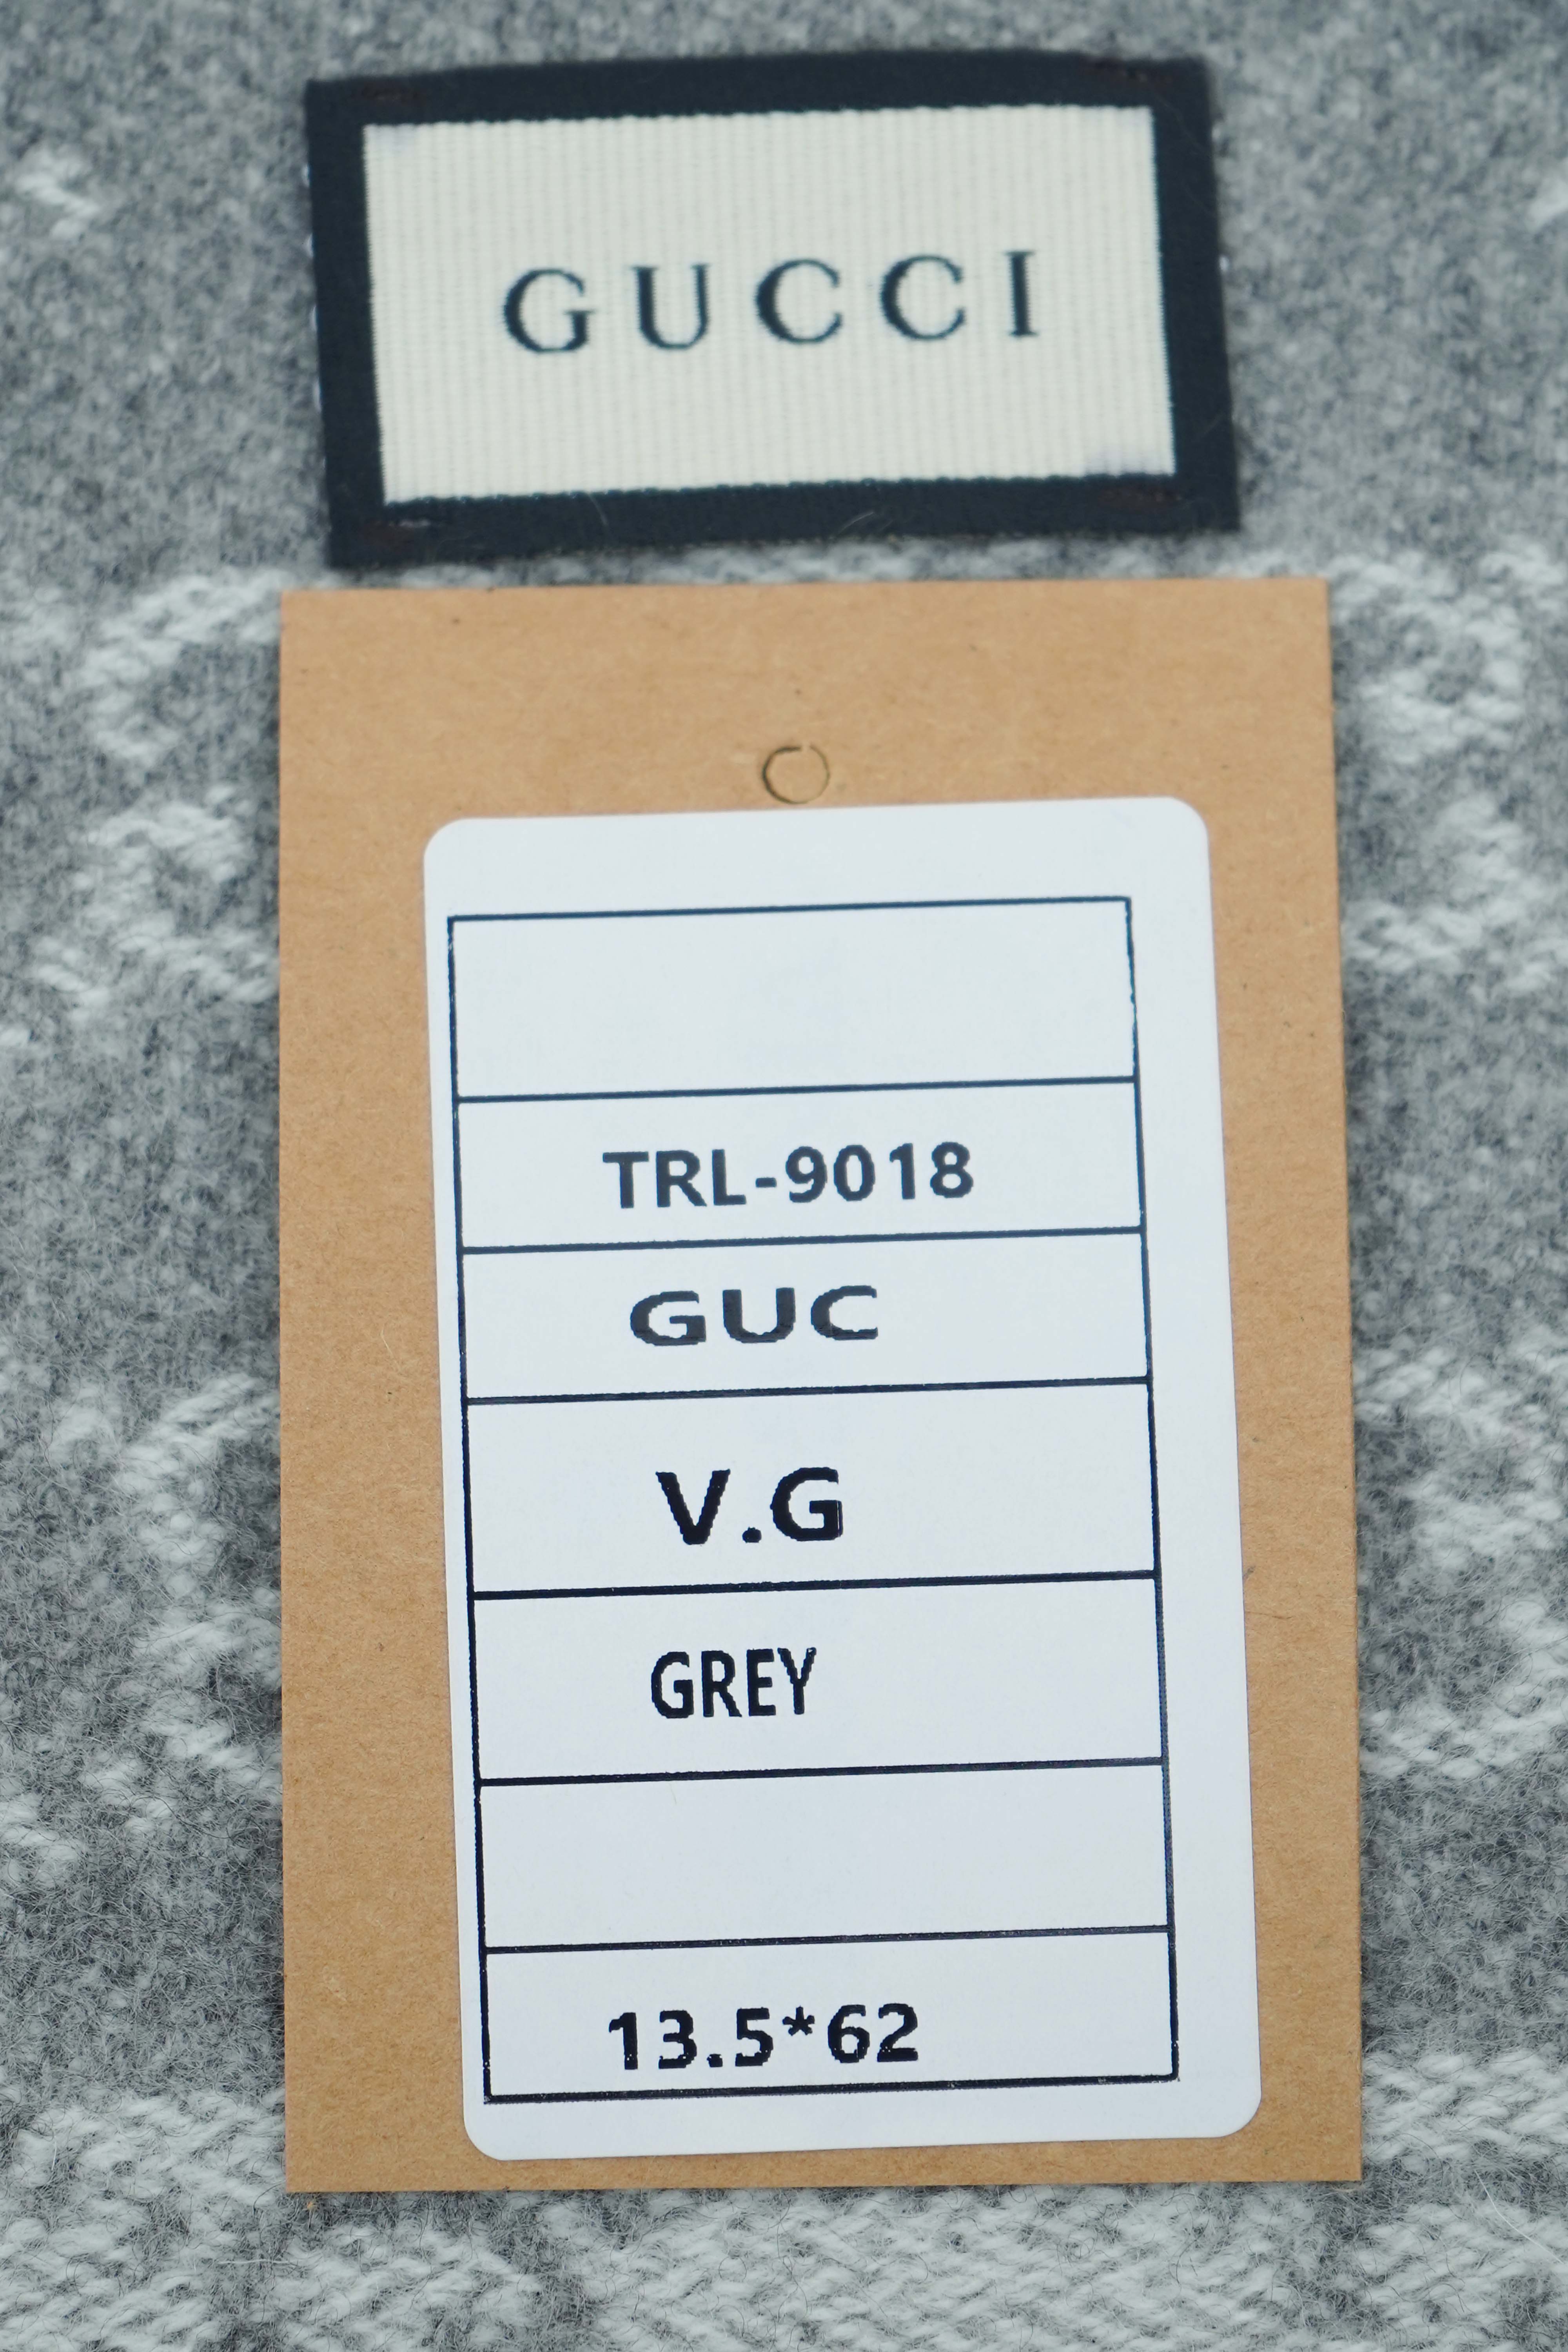 GUCCI
TRL-9018
GUC
V.G
GREY
13.5*62